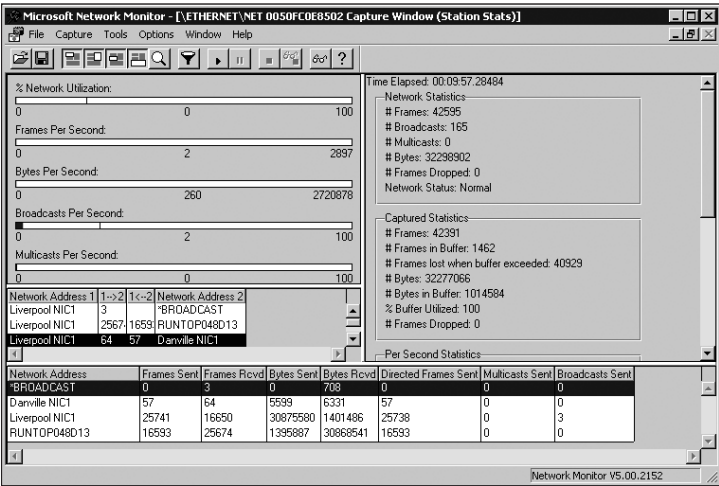 Microsoft Network Monitor - [\ETHERNET\NET 0050FC0E8502 Capture Window (Station Stats)]
File Capture Tools Options Window Help
% Network Utilization:
0 0 100
Frames Per Second:
0 2 2897
Bytes Per Second:
0 260 2720878
Broadcasts Per Second:
0 2 100
Multicasts Per Second:
0 0 100
Time Elapsed: 00:09:57.28484
Network Statistics
# Frames: 42595
# Broadcasts: 165
# Multicasts: 0
# Bytes: 32298902
# Frames Dropped: 0
Network Status: Normal
Captured Statistics
# Frames: 42391
# Frames in Buffer: 1462
# Frames lost when buffer exceeded: 40929
# Bytes: 32277066
# Bytes in Buffer: 1014584
% Buffer Utilized: 100
# Frames Dropped: 0
Per Second Statistics
Network Address 1 1-->2 1<--2 Network Address 2
Liverpool NIC1 3 *BROADCAST
Liverpool NIC1 2567 1659 RUNTOP048D13
Liverpool NIC1 64 57 Danville NIC1
Network Address Frames Sent Frames Rcvd Bytes Sent Bytes Rcvd Directed Frames Sent Multicasts Sent Broadcasts Sent
*BROADCAST 0 3 0 708 0 0 0
Danville NIC1 57 64 5599 6331 57 0 0
Liverpool NIC1 25741 16650 30875580 1401486 25738 0 3
RUNTOP048D13 16593 25674 1395887 30868541 16593 0 0
Network Monitor V5.00.2152